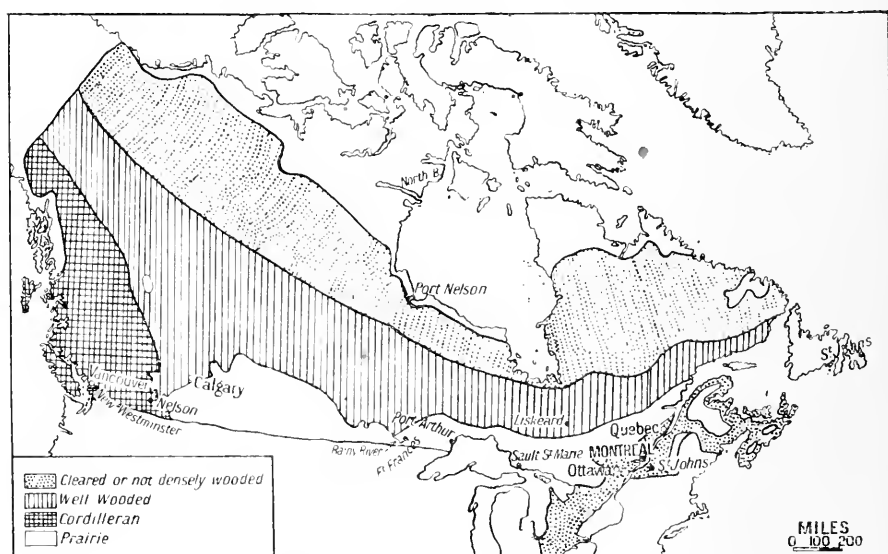 North B.
Port Nelson
St Johns
Vancouver
Calgary
Nelson
New Westminster
Port Arthur
Liskeard
Quebec
Rainy River
Ft Frances
Sault St Marie
MONTREAL
Ottawa
St Johns
Cleared or not densely wooded
Well Wooded
Cordilleran
Prairie
MILES
0 100 200